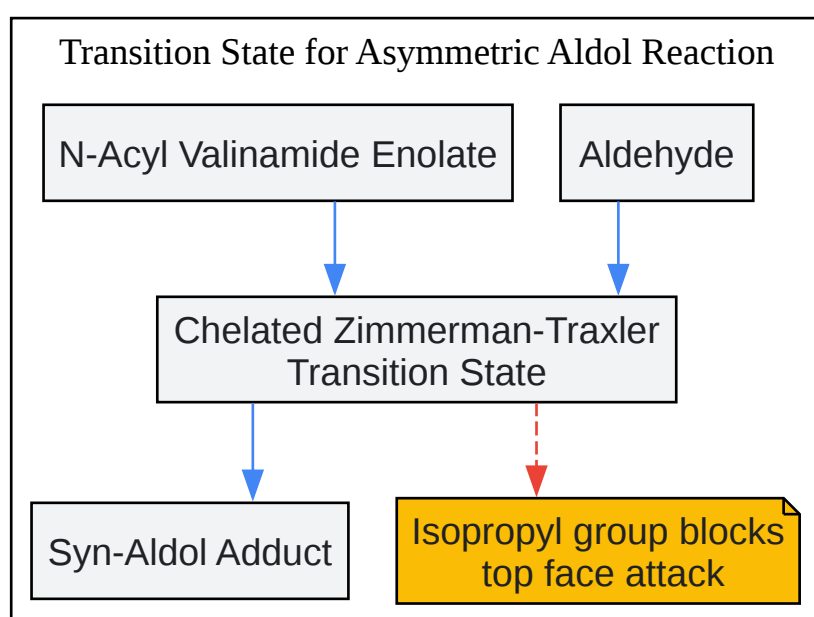 Transition State for Asymmetric Aldol Reaction
N-Acyl Valinamide Enolate
Aldehyde
Chelated Zimmerman-Traxler
Transition State
Syn-Aldol Adduct
Isopropyl group blocks
top face attack